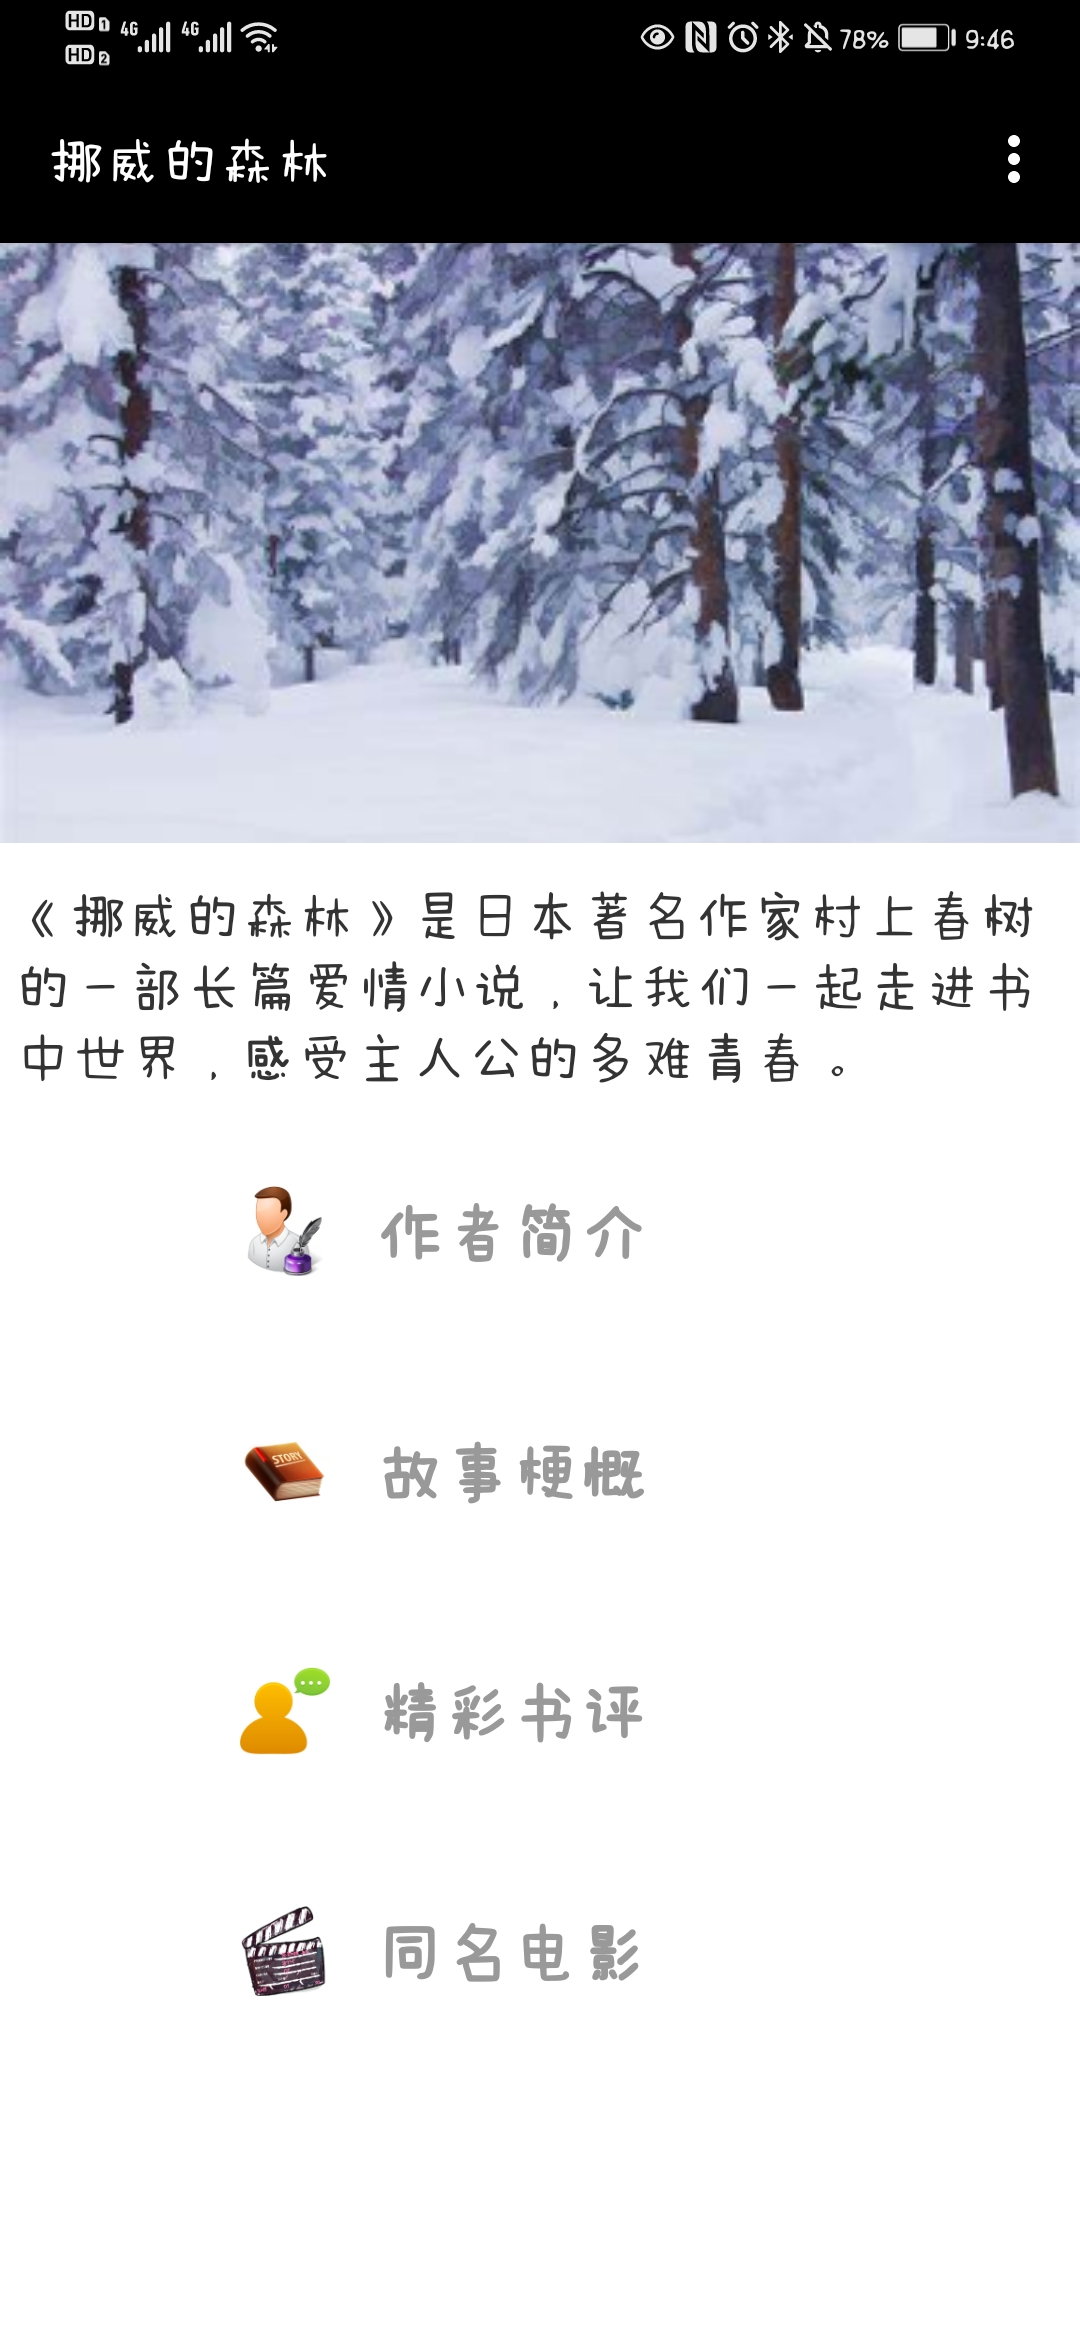 HD 1 4G 4G
HD 2
78% 9:46
挪威的森林
《挪威的森林》是日本著名作家村上春树
的一部长篇爱情小说，让我们一起走进书
中世界，感受主人公的多难青春。
作者简介
STORY
故事梗概
精彩书评
同名电影